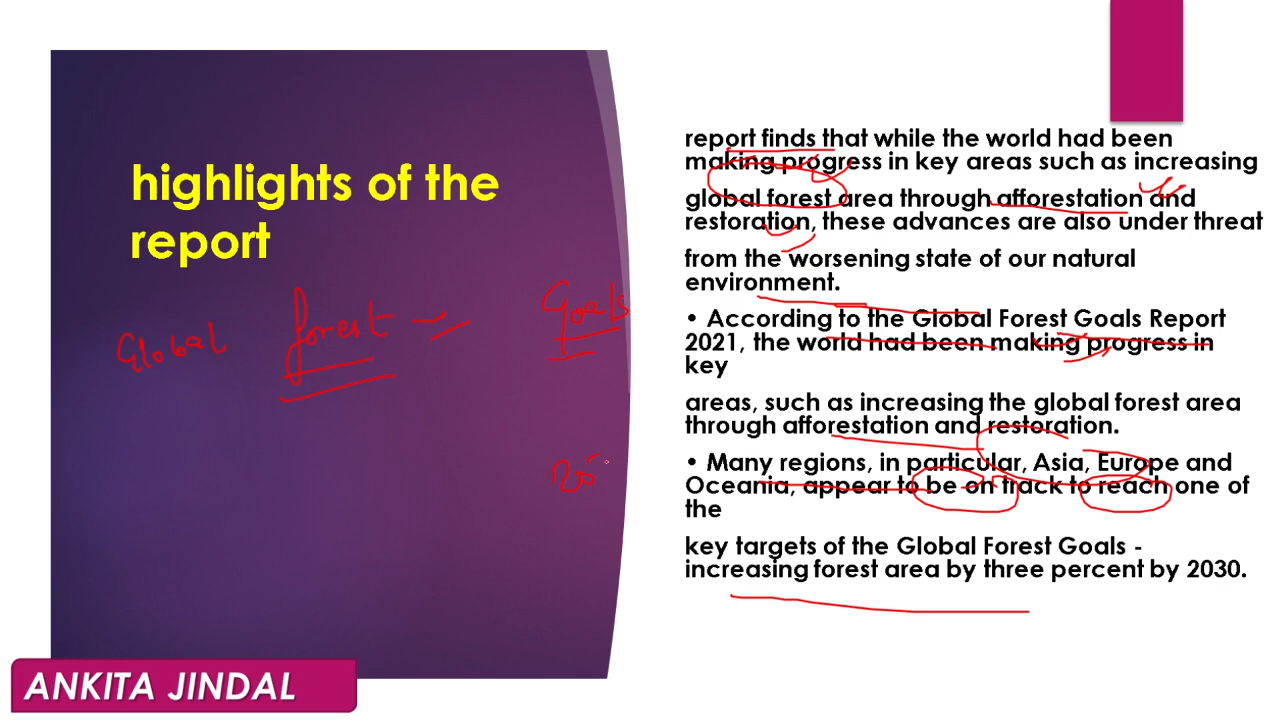 highlights of the
report
Global forest Goals
report finds that while the world had been
making progress in key areas such as increasing
global forest area through afforestation and
restoration, these advances are also under threat
from the worsening state of our natural
environment.
• According to the Global Forest Goals Report
2021, the world had been making progress in
key
areas, such as increasing the global forest area
through afforestation and restoration.
• Many regions, in particular, Asia, Europe and
Oceania, appear to be on track to reach one of
the
key targets of the Global Forest Goals -
increasing forest area by three percent by 2030.
ANKITA JINDAL